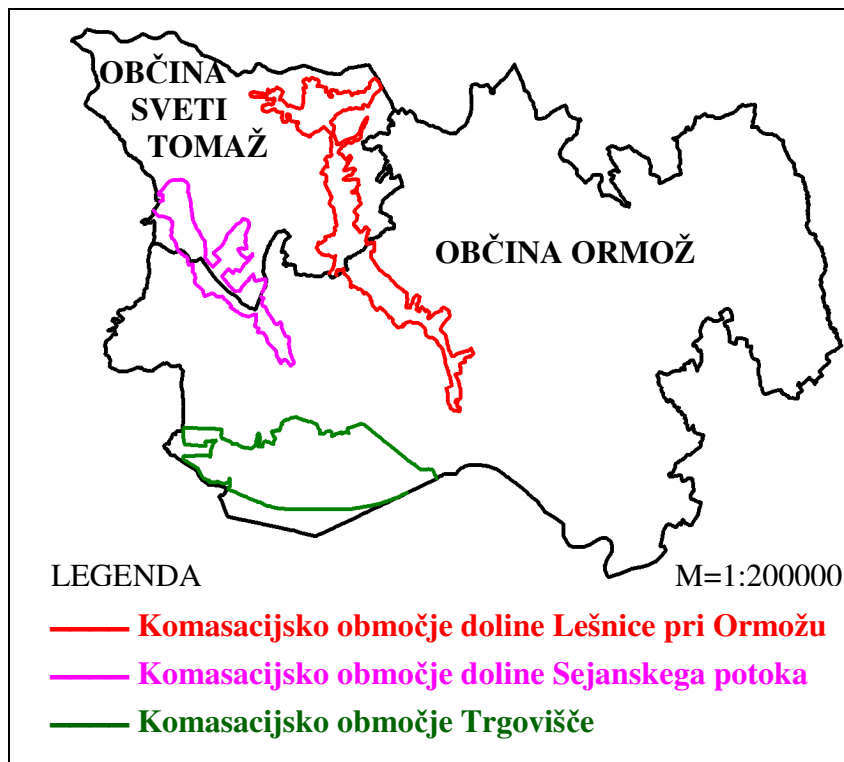 OBČINA
SVETI
TOMAŽ
OBČINA ORMOŽ
LEGENDA
M=1:200000
Komasacijsko območje doline Lešnice pri Ormožu
Komasacijsko območje doline Sejanskega potoka
Komasacijsko območje Trgovišče